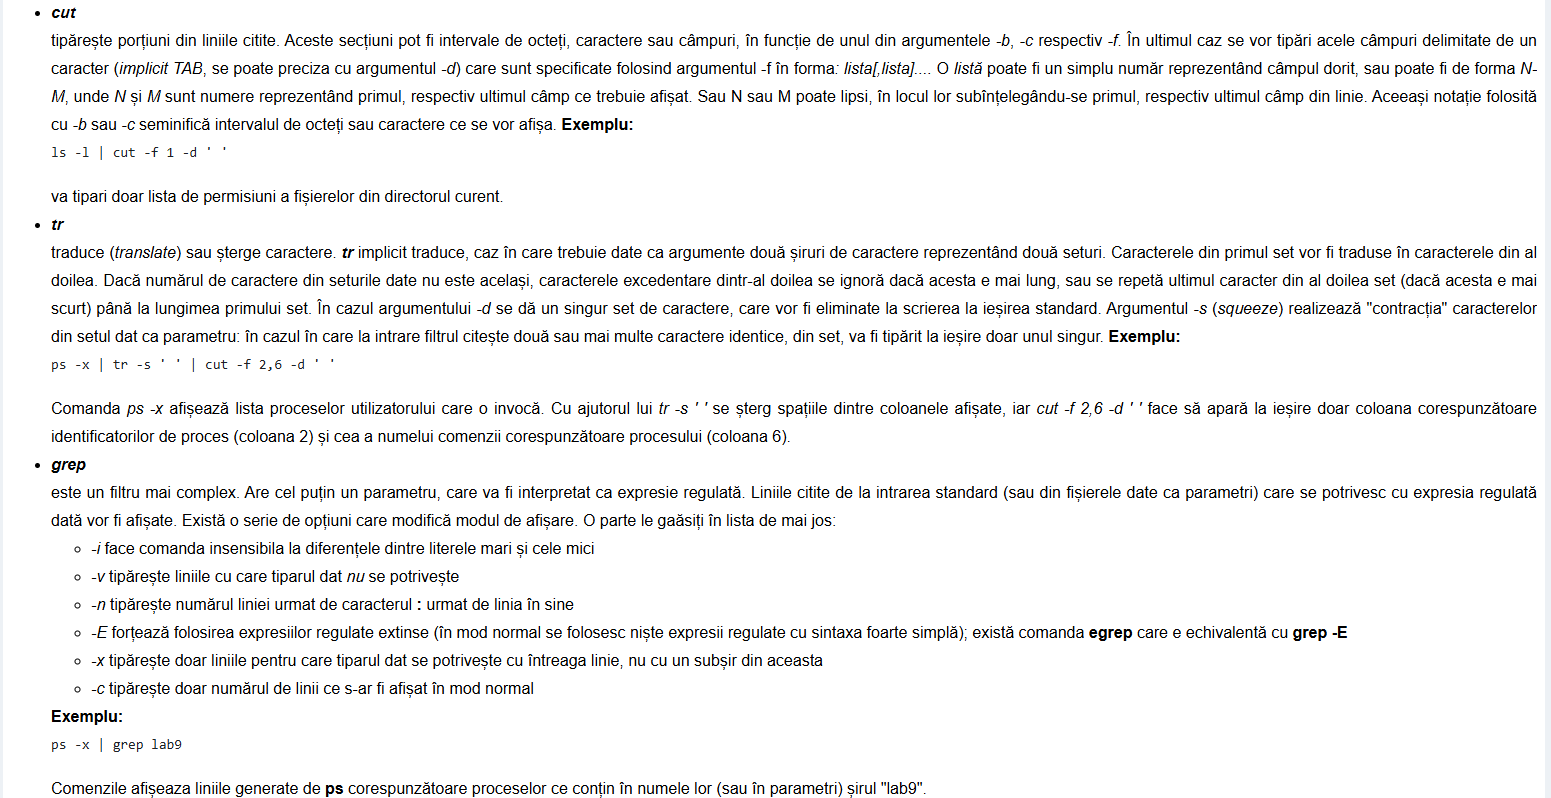 • cut
tipărește porțiuni din liniile citite. Aceste secțiuni pot fi intervale de octeți, caractere sau câmpuri, în funcție de unul din argumentele -b, -c respectiv -f. În ultimul caz se vor tipări acele câmpuri delimitate de un
caracter (implicit TAB, se poate preciza cu argumentul -d) care sunt specificate folosind argumentul -f în forma: lista[,lista].... O listă poate fi un simplu număr reprezentând câmpul dorit, sau poate fi de forma N-
M, unde N și M sunt numere reprezentând primul, respectiv ultimul câmp ce trebuie afișat. Sau N sau M poate lipsi, în locul lor subînțelegându-se primul, respectiv ultimul câmp din linie. Aceeași notație folosită
cu -b sau -c seminifică intervalul de octeți sau caractere ce se vor afișa. Exemplu:
ls -l | cut -f 1 -d ' '
va tipari doar lista de permisiuni a fișierelor din directorul curent.
• tr
traduce (translate) sau șterge caractere. tr implicit traduce, caz în care trebuie date ca argumente două șiruri de caractere reprezentând două seturi. Caracterele din primul set vor fi traduse în caracterele din al
doilea. Dacă numărul de caractere din seturile date nu este același, caracterele excedentare dintr-al doilea se ignoră dacă acesta e mai lung, sau se repetă ultimul caracter din al doilea set (dacă acesta e mai
scurt) până la lungimea primului set. În cazul argumentului -d se dă un singur set de caractere, care vor fi eliminate la scrierea la ieșirea standard. Argumentul -s (squeeze) realizează "contracția" caracterelor
din setul dat ca parametru: în cazul în care la intrare filtrul citește două sau mai multe caractere identice, din set, va fi tipărit la ieșire doar unul singur. Exemplu:
ps -x | tr -s ' ' | cut -f 2,6 -d ' '
Comanda ps -x afișează lista proceselor utilizatorului care o invocă. Cu ajutorul lui tr -s ' ' se șterg spațiile dintre coloanele afișate, iar cut -f 2,6 -d ' ' face să apară la ieșire doar coloana corespunzătoare
identificatorilor de proces (coloana 2) și cea a numelui comenzii corespunzătoare procesului (coloana 6).
• grep
este un filtru mai complex. Are cel puțin un parametru, care va fi interpretat ca expresie regulată. Liniile citite de la intrarea standard (sau din fișierele date ca parametri) care se potrivesc cu expresia regulată
dată vor fi afișate. Există o serie de opțiuni care modifică modul de afișare. O parte le gaăsiți în lista de mai jos:
◦ -i face comanda insensibila la diferențele dintre literele mari și cele mici
◦ -v tipărește liniile cu care tiparul dat nu se potrivește
◦ -n tipărește numărul liniei urmat de caracterul : urmat de linia în sine
◦ -E forțează folosirea expresiilor regulate extinse (în mod normal se folosesc niște expresii regulate cu sintaxa foarte simplă); există comanda egrep care e echivalentă cu grep -E
◦ -x tipărește doar liniile pentru care tiparul dat se potrivește cu întreaga linie, nu cu un subșir din aceasta
◦ -c tipărește doar numărul de linii ce s-ar fi afișat în mod normal
Exemplu:
ps -x | grep lab9
Comenzile afișeaza liniile generate de ps corespunzătoare proceselor ce conțin în numele lor (sau în parametri) șirul "lab9".